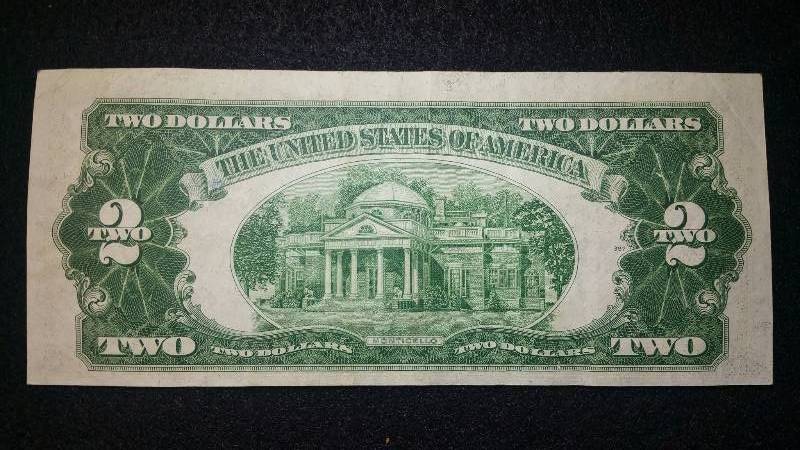 TWO DOLLARS TWO DOLLARS
THE UNITED STATES OF AMERICA
2 2
TWO TWO
TWO TWO DOLLARS MONTICELLO TWO DOLLARS TWO